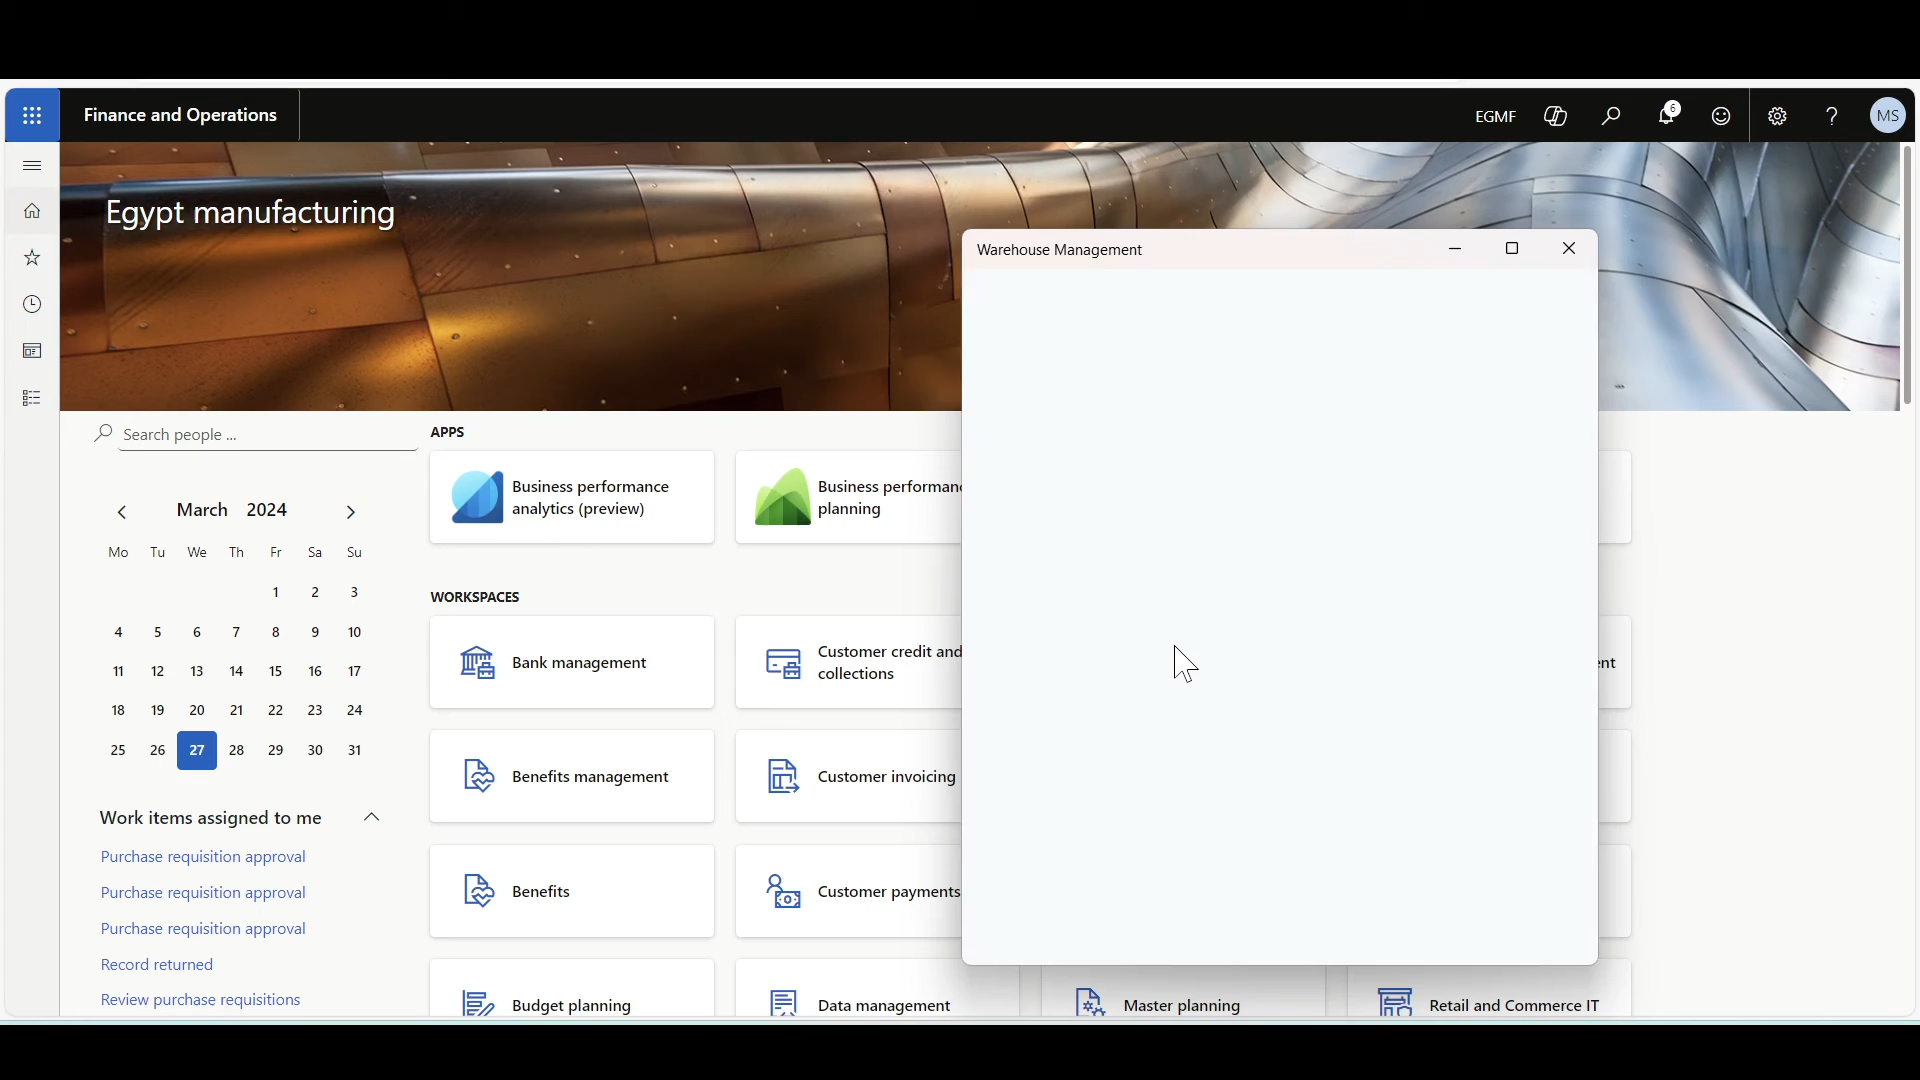 Finance and Operations
EGMF
6
?
MS
Egypt manufacturing
Warehouse Management
Search people ...
March 2024
Mo Tu We Th Fr Sa Su
1 2 3
4 5 6 7 8 9 10
11 12 13 14 15 16 17
18 19 20 21 22 23 24
25 26 27 28 29 30 31
Work items assigned to me
Purchase requisition approval
Purchase requisition approval
Purchase requisition approval
Record returned
Review purchase requisitions
APPS
Business performance
analytics (preview)
planning
WORKSPACES
Bank management
Customer credit and
collections
Benefits management
Customer invoicing
Benefits
Customer payments
Budget planning
Data management
Master planning
Retail and Commerce IT